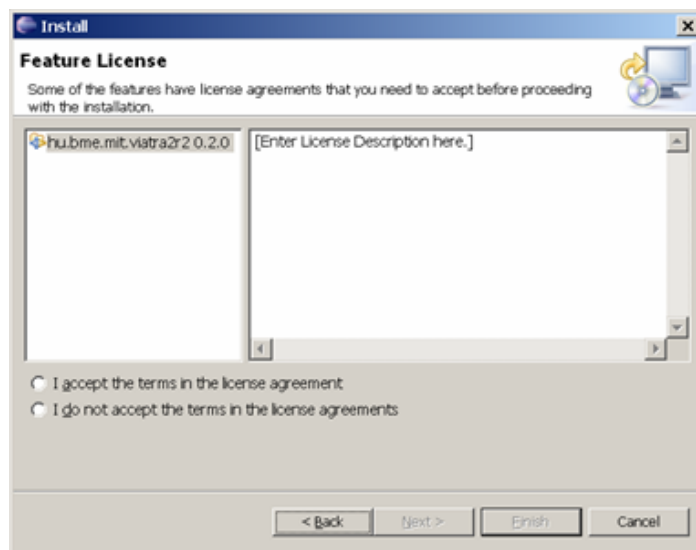 Install
Feature License
Some of the features have license agreements that you need to accept before proceeding
with the installation.
hu.bme.mit.viatra2r2 0.2.0
[Enter License Description here.]
I accept the terms in the license agreement
I do not accept the terms in the license agreements
< Back
Next >
Finish
Cancel